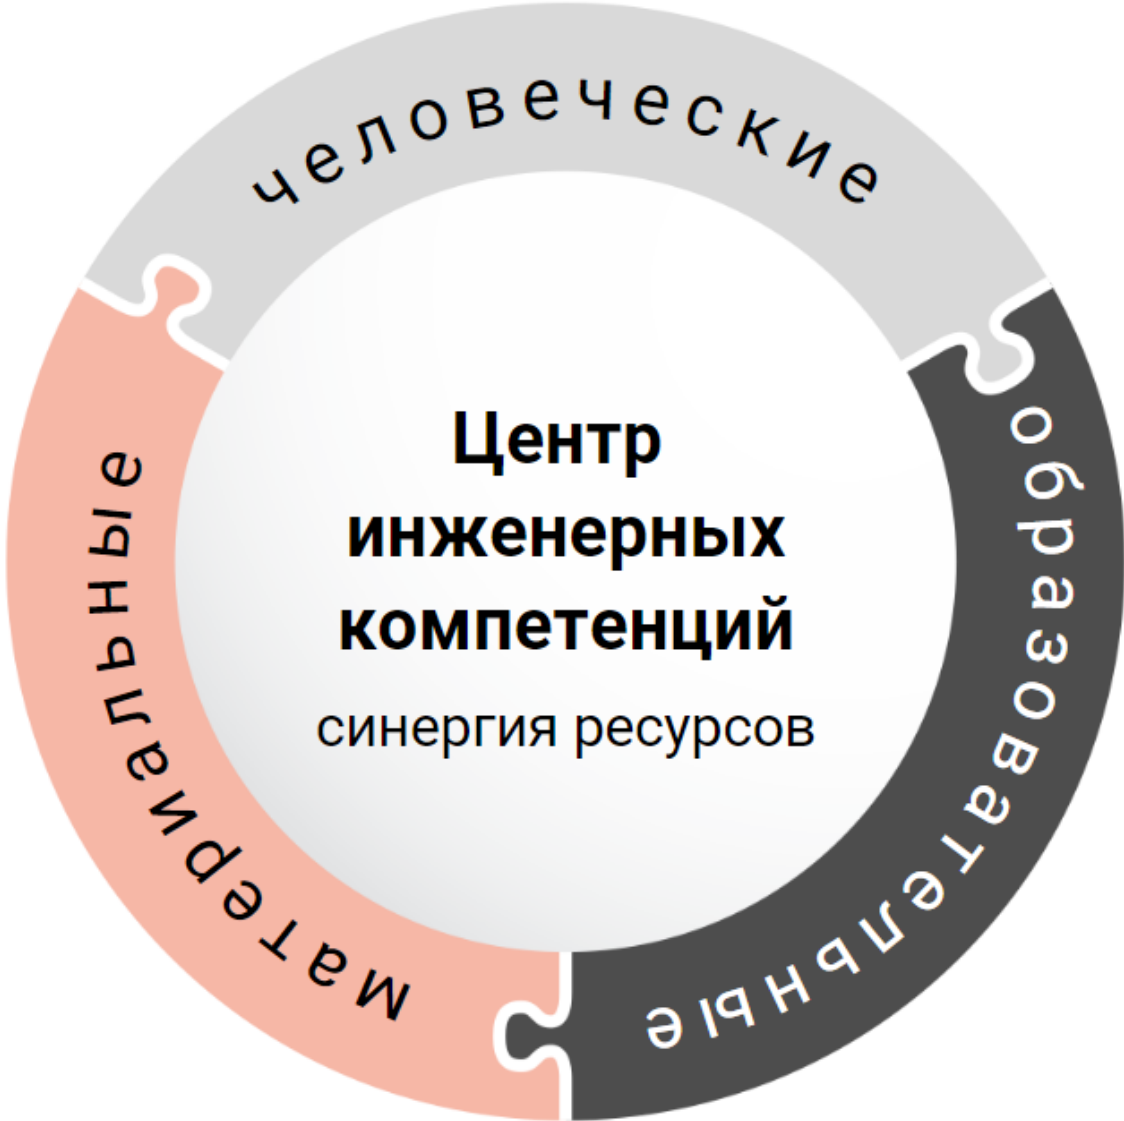 человеческие
образовательные
материальные
Центр
инженерных
компетенций
синергия ресурсов